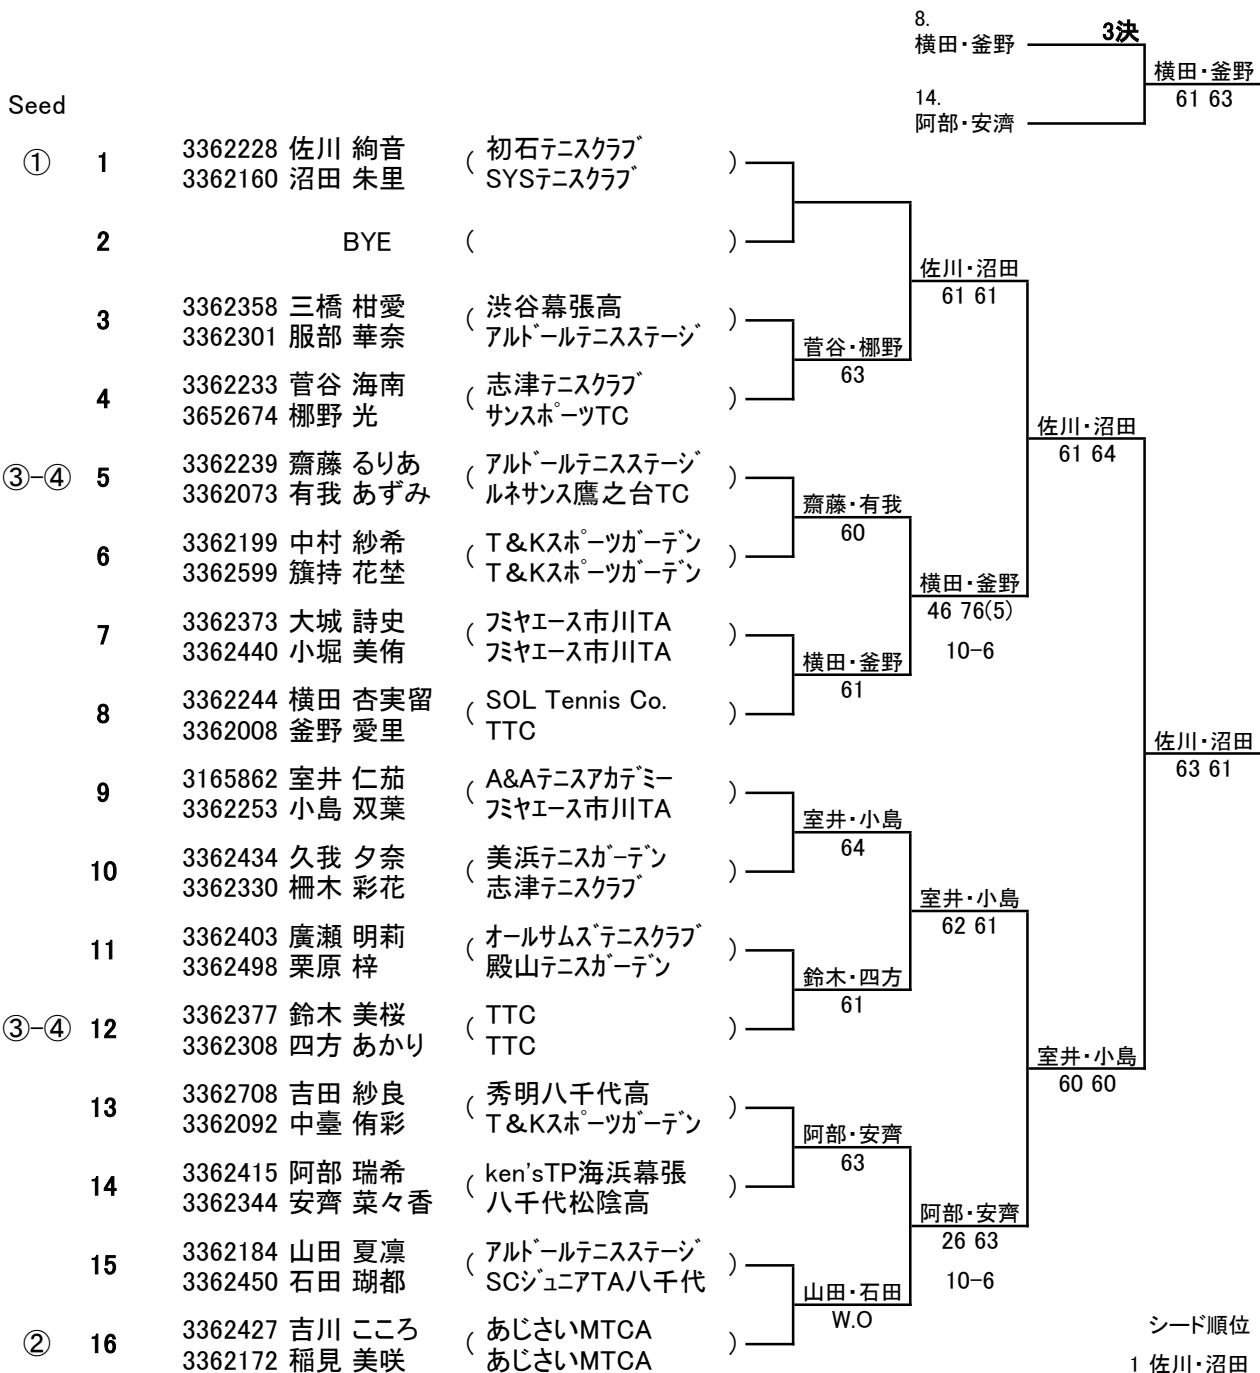 8.
横田・釜野
3決
横田・釜野
61 63
14.
阿部・安濟
Seed
① 1 3362228 佐川 絢音 ( 初石テニスクラブ )
3362160 沼田 朱里 SYSテニスクラブ
2 BYE ( )
佐川・沼田
61 61
3 3362358 三橋 柑愛 ( 渋谷幕張高 )
3362301 服部 華奈 アルドールテニスステージ
菅谷・梛野
63
4 3362233 菅谷 海南 ( 志津テニスクラブ )
3652674 梛野 光 サンスポーツTC
佐川・沼田
61 64
③-④ 5 3362239 齋藤 るりあ ( アルドールテニスステージ )
3362073 有我 あずみ ルネサンス鷹之台TC
齋藤・有我
60
6 3362199 中村 紗希 ( T&Kスポーツガーデン )
3362599 籏持 花埜 T&Kスポーツガーデン
横田・釜野
46 76(5)
10-6
7 3362373 大城 詩史 ( フミヤエース市川TA )
3362440 小堀 美侑 フミヤエース市川TA
横田・釜野
61
8 3362244 横田 杏実留 ( SOL Tennis Co. )
3362008 釜野 愛里 TTC
佐川・沼田
63 61
9 3165862 室井 仁茄 ( A&Aテニスアカデミー )
3362253 小島 双葉 フミヤエース市川TA
室井・小島
64
10 3362434 久我 夕奈 ( 美浜テニスガーデン )
3362330 柵木 彩花 志津テニスクラブ
室井・小島
62 61
11 3362403 廣瀬 明莉 ( オールサムズテニスクラブ )
3362498 栗原 梓 殿山テニスガーデン
鈴木・四方
61
③-④ 12 3362377 鈴木 美桜 ( TTC )
3362308 四方 あかり TTC
室井・小島
60 60
13 3362708 吉田 紗良 ( 秀明八千代高 )
3362092 中臺 侑彩 T&Kスポーツガーデン
阿部・安齊
63
14 3362415 阿部 瑞希 ( ken'sTP海浜幕張 )
3362344 安齊 菜々香 八千代松陰高
阿部・安齊
26 63
10-6
15 3362184 山田 夏凛 ( アルドールテニスステージ )
3362450 石田 瑚都 SCジュニアTA八千代
山田・石田
W.O
② 16 3362427 吉川 こころ ( あじさいMTCA )
3362172 稲見 美咲 あじさいMTCA
シード順位
1 佐川・沼田